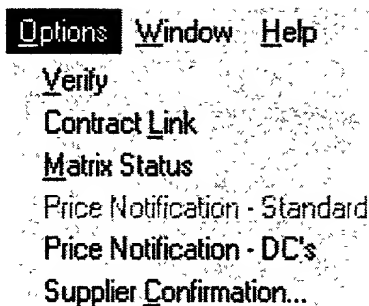 Options Window Help
Verify
Contract Link
Matrix Status
Price Notification - Standard
Price Notification - DC's
Supplier Confirmation...